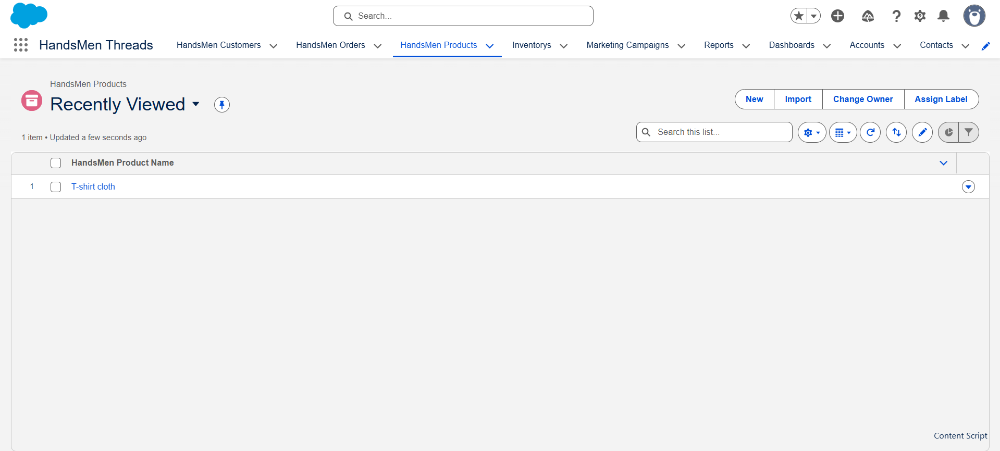 Search...
HandsMen Threads
HandsMen Customers
HandsMen Orders
HandsMen Products
Inventorys
Marketing Campaigns
Reports
Dashboards
Accounts
Contacts
HandsMen Products
Recently Viewed
New
Import
Change Owner
Assign Label
1 item • Updated a few seconds ago
Search this list...
HandsMen Product Name
1 T-shirt cloth
Content Script